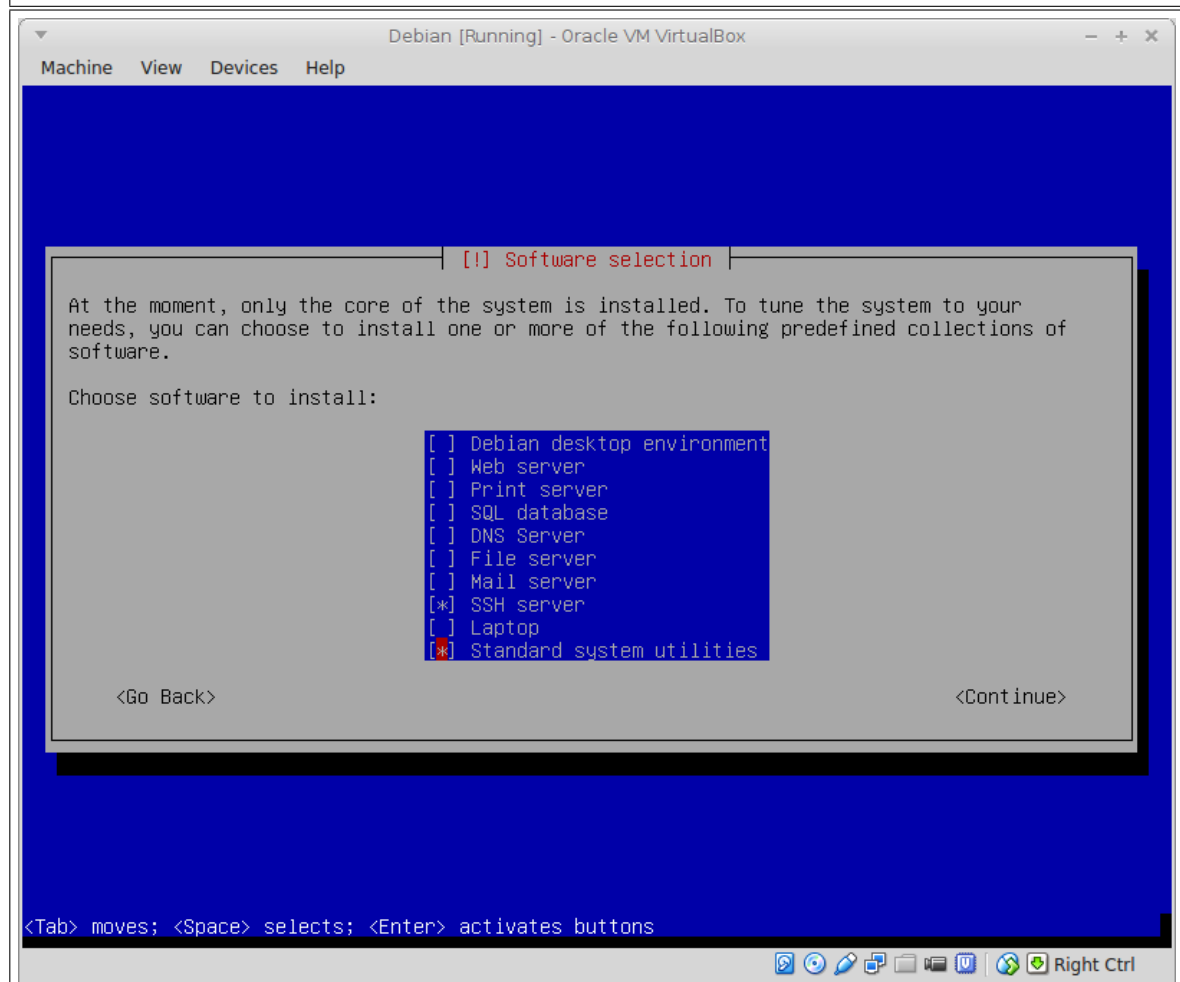 Debian [Running] - Oracle VM VirtualBox
Machine View Devices Help
[!] Software selection
At the moment, only the core of the system is installed. To tune the system to your
needs, you can choose to install one or more of the following predefined collections of
software.
Choose software to install:
[ ] Debian desktop environment
[ ] Web server
[ ] Print server
[ ] SQL database
[ ] DNS Server
[ ] File server
[ ] Mail server
[*] SSH server
[ ] Laptop
[*] Standard system utilities
<Go Back> <Continue>
<Tab> moves; <Space> selects; <Enter> activates buttons
Right Ctrl